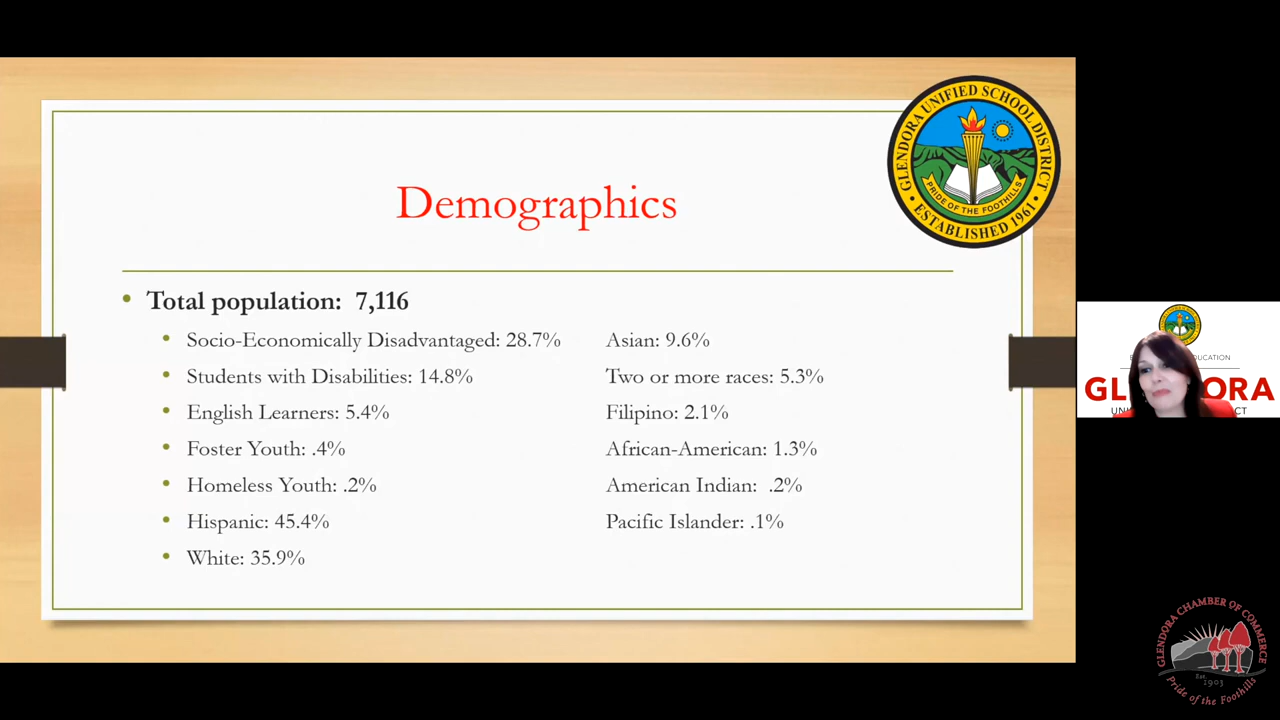 Demographics
GLENDORA UNIFIED SCHOOL DISTRICT
PRIDE OF THE FOOTHILLS
• ESTABLISHED 1961 •
• Total population: 7,116
• Socio-Economically Disadvantaged: 28.7%
• Students with Disabilities: 14.8%
• English Learners: 5.4%
• Foster Youth: .4%
• Homeless Youth: .2%
• Hispanic: 45.4%
• White: 35.9%
Asian: 9.6%
Two or more races: 5.3%
Filipino: 2.1%
African-American: 1.3%
American Indian: .2%
Pacific Islander: .1%
GLENDORA CHAMBER OF COMMERCE
Est.
1903
Pride of the Foothills